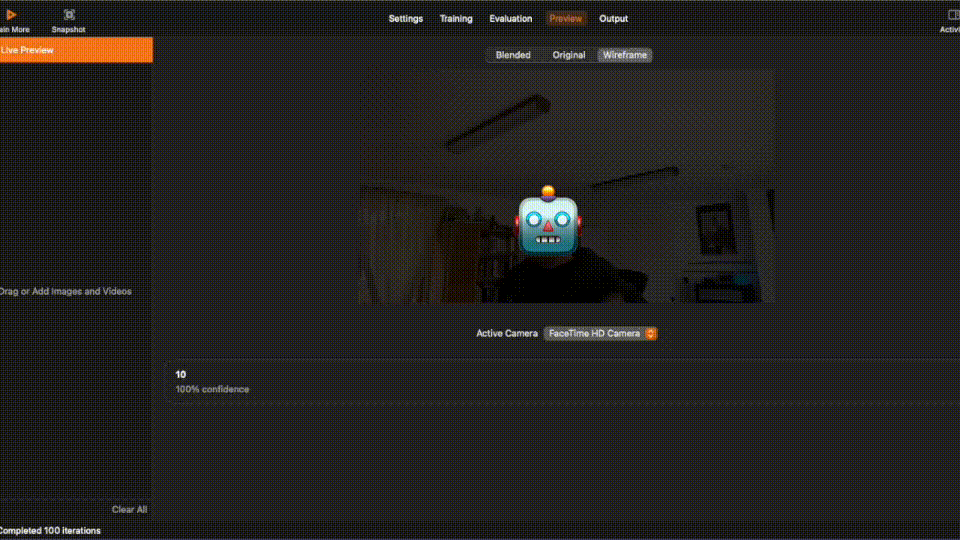 ain More
Snapshot
Settings
Training
Evaluation
Preview
Output
Activi
Live Preview
Blended
Original
Wireframe
Drag or Add Images and Videos
Active Camera
FaceTime HD Camera
10
100% confidence
Clear All
Completed 100 iterations